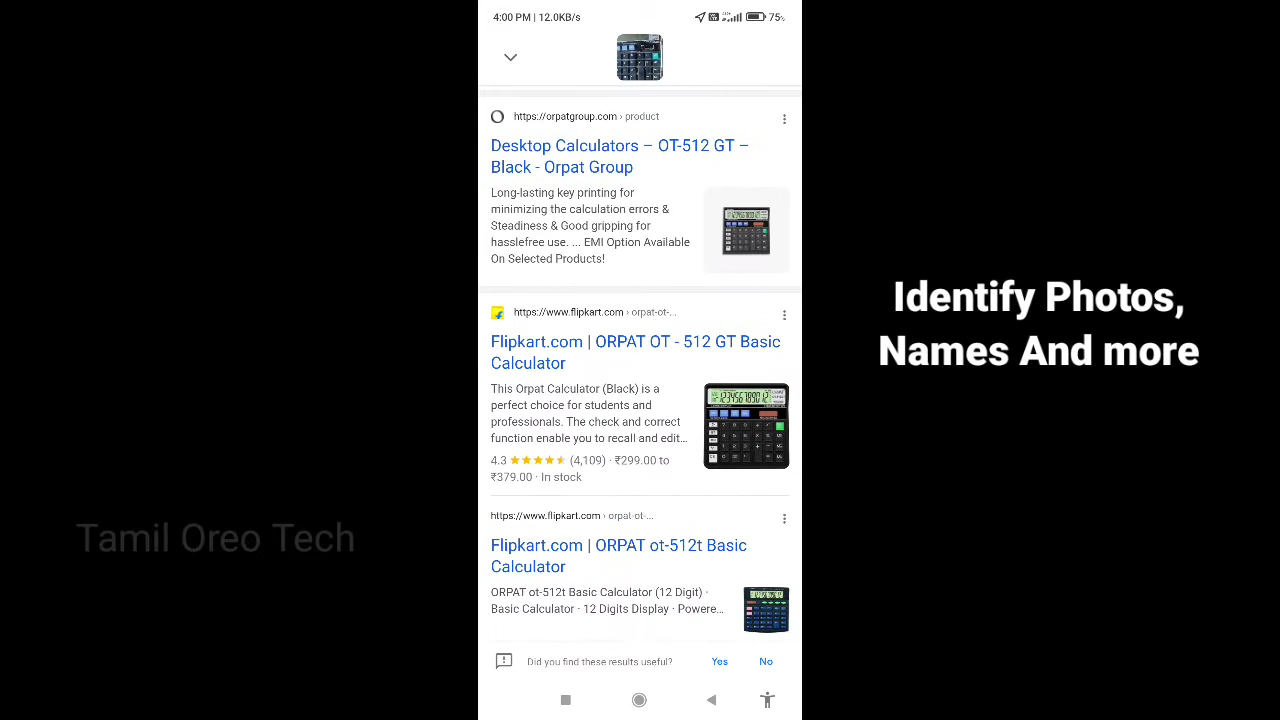 4:00 PM | 12.0KB/s
75%
https://orpatgroup.com › product
Desktop Calculators – OT-512 GT –
Black - Orpat Group
Long-lasting key printing for
minimizing the calculation errors &
Steadiness & Good gripping for
hasslefree use. ... EMI Option Available
On Selected Products!
https://www.flipkart.com › orpat-ot-...
Flipkart.com | ORPAT OT - 512 GT Basic
Calculator
This Orpat Calculator (Black) is a
perfect choice for students and
professionals. The check and correct
function enable you to recall and edit...
4.3 (4,109) · ₹299.00 to
₹379.00 · In stock
https://www.flipkart.com › orpat-ot-...
Flipkart.com | ORPAT ot-512t Basic
Calculator
ORPAT ot-512t Basic Calculator (12 Digit) ·
Basic Calculator · 12 Digits Display · Powere...
Did you find these results useful?
Yes
No
Identify Photos,
Names And more
Tamil Oreo Tech